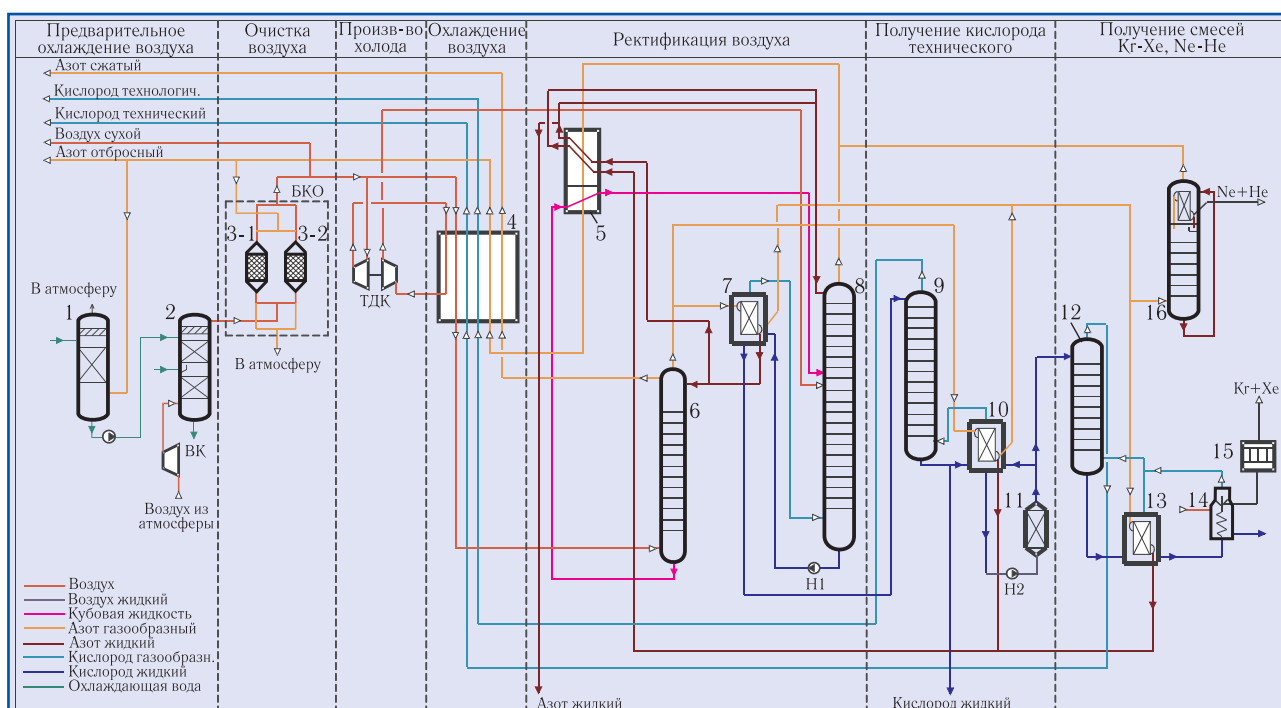 Предварительное
охлаждение воздуха
Очистка
воздуха
Произв-во
холода
Охлаждение
воздуха
Ректификация воздуха
Получение кислорода
технического
Получение смесей
Kr-Xe, Ne-He
Азот сжатый
Кислород технологич.
Кислород технический
Воздух сухой
Азот отбросный
БКО
3-1
3-2
4
5
ТДК
В атмосферу
1
2
В атмосферу
ВК
Воздух из
атмосферы
6
7
8
9
10
11
12
13
14
15
16
Ne+He
Kr+Xe
Н1
Н2
Воздух
Воздух жидкий
Кубовая жидкость
Азот газообразный
Азот жидкий
Кислород газообразн.
Кислород жидкий
Охлаждающая вода
Азот жидкий
Кислород жидкий